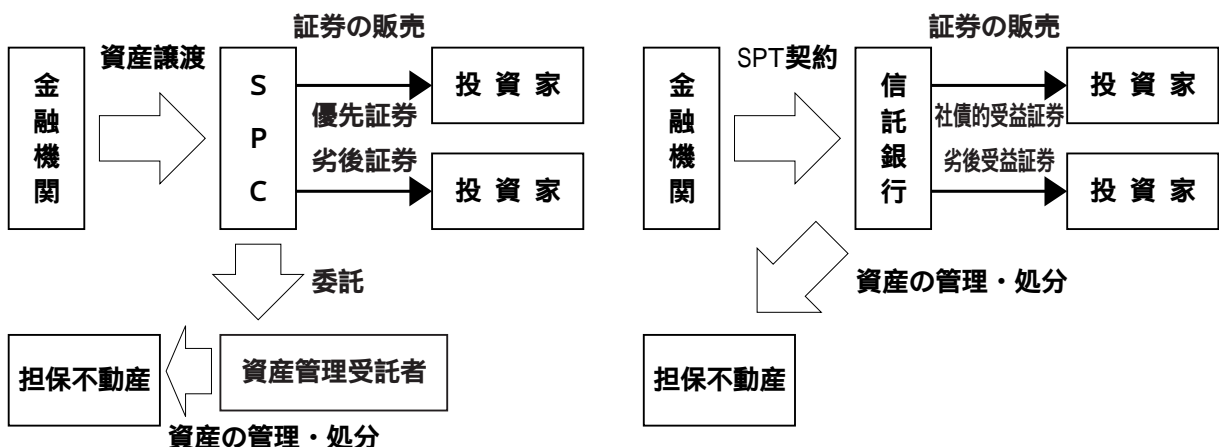 証券の販売
資産譲渡
金融機関
SPC
投資家
優先証券
劣後証券
投資家
委託
担保不動産
資産管理受託者
資産の管理・処分
証券の販売
SPT契約
金融機関
信託銀行
投資家
社債的受益証券
劣後受益証券
投資家
資産の管理・処分
担保不動産